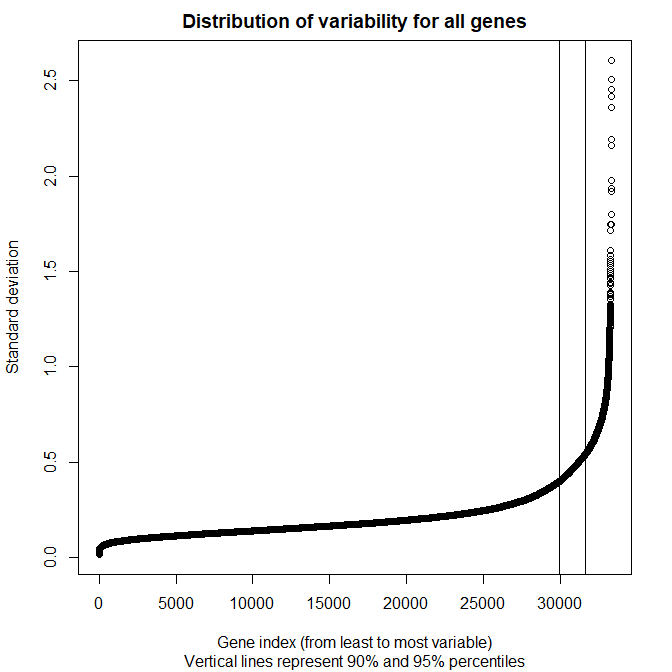 Distribution of variability for all genes
2.5
2.0
1.5
1.0
0.5
0.0
Standard deviation
0 5000 10000 15000 20000 25000 30000
Gene index (from least to most variable)
Vertical lines represent 90% and 95% percentiles